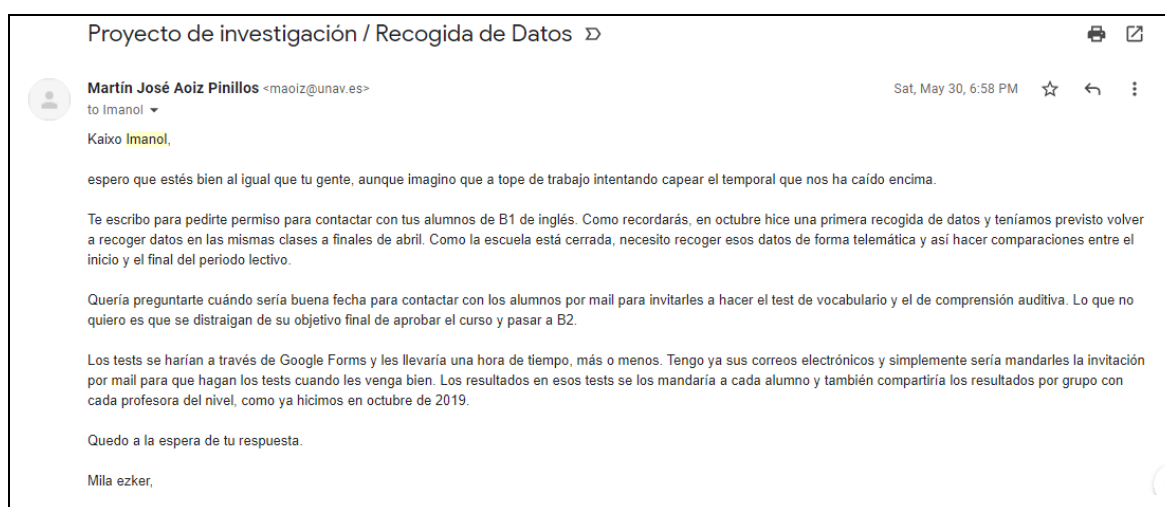 Proyecto de investigación / Recogida de Datos
Martín José Aoiz Pinillos <maoiz@unav.es>
Sat, May 30, 6:58 PM
to Imanol
Kaixo Imanol,
espero que estés bien al igual que tu gente, aunque imagino que a tope de trabajo intentando capear el temporal que nos ha caído encima.
Te escribo para pedirte permiso para contactar con tus alumnos de B1 de inglés. Como recordarás, en octubre hice una primera recogida de datos y teníamos previsto volver
a recoger datos en las mismas clases a finales de abril. Como la escuela está cerrada, necesito recoger esos datos de forma telemática y así hacer comparaciones entre el
inicio y el final del periodo lectivo.
Quería preguntarte cuándo sería buena fecha para contactar con los alumnos por mail para invitarles a hacer el test de vocabulario y el de comprensión auditiva. Lo que no
quiero es que se distraigan de su objetivo final de aprobar el curso y pasar a B2.
Los tests se harían a través de Google Forms y les llevaría una hora de tiempo, más o menos. Tengo ya sus correos electrónicos y simplemente sería mandarles la invitación
por mail para que hagan los tests cuando les venga bien. Los resultados en esos tests se los mandaría a cada alumno y también compartiría los resultados por grupo con
cada profesora del nivel, como ya hicimos en octubre de 2019.
Quedo a la espera de tu respuesta.
Mila ezker,